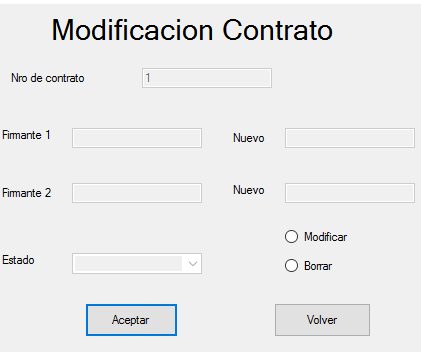 Modificacion Contrato
Nro de contrato 1
Firmante 1 Nuevo
Firmante 2 Nuevo
Modificar
Estado
Borrar
Aceptar Volver